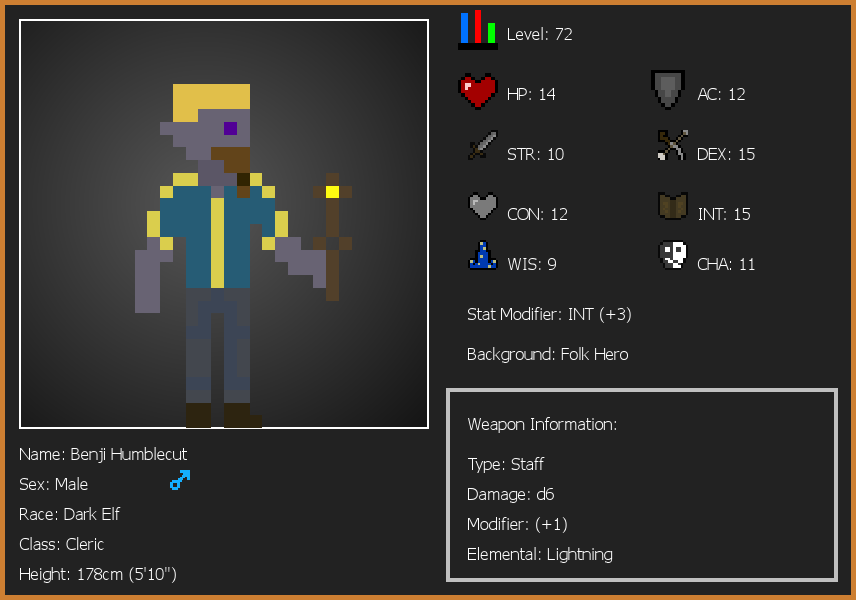 Level: 72
HP: 14
AC: 12
STR: 10
DEX: 15
CON: 12
INT: 15
WIS: 9
CHA: 11
Stat Modifier: INT (+3)
Background: Folk Hero
Weapon Information:
Type: Staff
Damage: d6
Modifier: (+1)
Elemental: Lightning
Name: Benji Humblecut
Sex: Male
Race: Dark Elf
Class: Cleric
Height: 178cm (5'10")